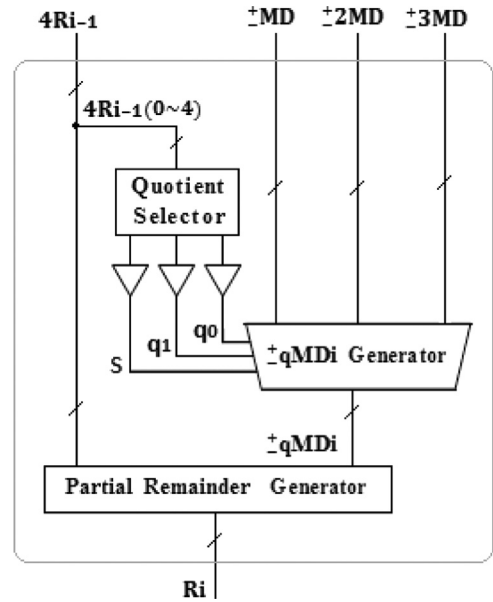 4Ri-1 ±MD ±2MD ±3MD
4Ri-1(0~4)
Quotient
Selector
q0
q1
S
±qMDi Generator
±qMDi
Partial Remainder Generator
Ri